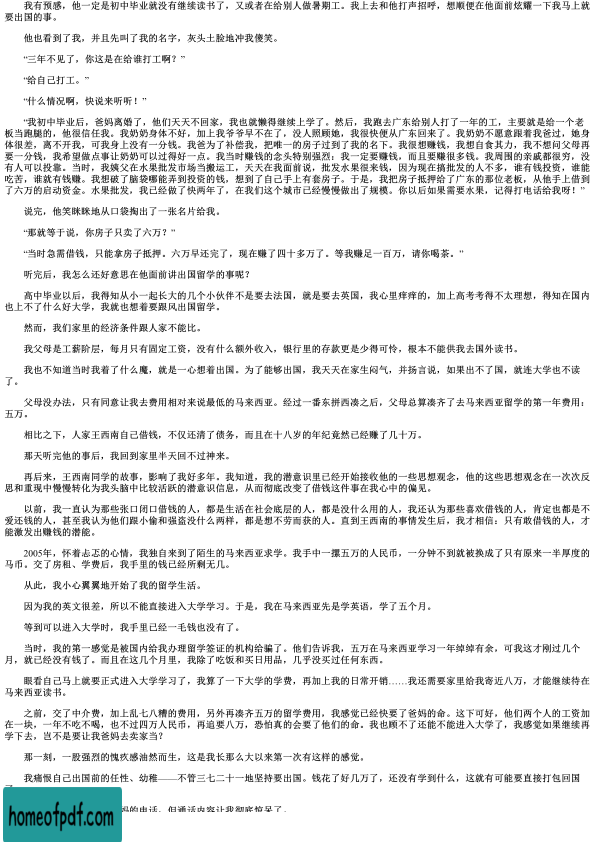 我有预感，他一定是初中毕业就没有继续读书了，又或者在给别人做暑期工。我上去和他打声招呼，想顺便在他面前炫耀一下我马上就
要出国的事。
他也看到了我，并且先叫了我的名字，灰头土脸地冲我傻笑。
“三年不见了，你这是在给谁打工啊？”
“给自己打工。”
“什么情况啊，快说来听听！”
“我初中毕业后，爸妈离婚了，他们天天不回家，我也就懒得继续上学了。然后，我跑去广东给别人打了一年的工，主要就是给一个老
板当跑腿的，他很信任我。我奶奶身体不好，加上我爷爷早不在了，没人照顾她，我很快便从广东回来了。我奶奶不愿意跟着我爸过，她身
体很差，离不开我，可我身上没有一分钱。我爸为了补偿我，把唯一的房子过到了我的名下。我很想赚钱，我想自食其力，我不想问父母再
要一分钱，我希望做点事让奶奶可以过得好一点。我当时赚钱的念头特别强烈：我一定要赚钱，而且要赚很多钱。我周围的亲戚都很穷，没
有人可以投靠。当时，我姨父在水果批发市场当搬运工，天天在我面前说，批发水果很来钱，因为现在搞批发的人不多，谁有钱投资，谁能
吃苦，谁就有钱赚。我想破了脑袋哪能弄到投资的钱，想到了自己手上有套房子。于是，我把房子抵押给了广东的那位老板，从他手上借到
了六万的启动资金。水果批发，我已经做了快两年了，在我们这个城市已经慢慢做出了规模。你以后如果需要水果，记得打电话给我呀！”
说完，他笑眯眯地从口袋掏出了一张名片给我。
“那就等于说，你房子只卖了六万？”
“当时急需借钱，只能拿房子抵押。六万早还完了，现在赚了四十多万了。等我赚足一百万，请你喝茶。”
听完后，我怎么还好意思在他面前讲出国留学的事呢？
高中毕业以后，我得知从小一起长大的几个小伙伴不是要去法国，就是要去英国，我心里痒痒的，加上高考考得不太理想，得知在国内
也上不了什么好大学，我就也想着要跟风出国留学。
然而，我们家里的经济条件跟人家不能比。
我父母是工薪阶层，每月只有固定工资，没有什么额外收入，银行里的存款更是少得可怜，根本不能供我去国外读书。
我也不知道当时我着了什么魔，就是一心想着出国。为了能够出国，我天天在家生闷气，并扬言说，如果出不了国，就连大学也不读
了。
父母没办法，只有同意让我去费用相对来说最低的马来西亚。经过一番东拼西凑之后，父母总算凑齐了去马来西亚留学的第一年费用：
五万。
相比之下，人家王西南自己借钱，不仅还清了债务，而且在十八岁的年纪竟然已经赚了几十万。
那天听完他的事后，我回到家里半天回不过神来。
再后来，王西南同学的故事，影响了我好多年。我知道，我的潜意识里已经开始接收他的一些思想观念，他的这些思想观念在一次次反
思和重现中慢慢转化为我头脑中比较活跃的潜意识信息，从而彻底改变了借钱这件事在我心中的偏见。
以前，我一直认为那些张口闭口借钱的人，都是生活在社会底层的人，都是没什么用的人，我还认为那些喜欢借钱的人，肯定也都是不
爱还钱的人，甚至我认为他们跟小偷和强盗没什么两样，都是想不劳而获的人。直到王西南的事情发生后，我才相信：只有敢借钱的人，才
能激发出赚钱的潜能。
2005年，怀着忐忑的心情，我独自来到了陌生的马来西亚求学。我手中一摞五万的人民币，一分钟不到就被换成了只有原来一半厚度的
马币。交了房租、学费后，我手里的钱已经所剩无几。
从此，我小心翼翼地开始了我的留学生活。
因为我的英文很差，所以不能直接进入大学学习。于是，我在马来西亚先是学英语，学了五个月。
等到可以进入大学时，我手里已经一毛钱也没有了。
当时，我的第一感觉是被国内给我办理留学签证的机构给骗了。他们告诉我，五万在马来西亚学习一年绰绰有余，可我这才刚过几个
月，就已经没有钱了。而且在这几个月里，我除了吃饭和买日用品，几乎没买过任何东西。
眼看自己马上就要正式进入大学学习了，我算了一下大学的学费，再加上我的日常开销……我还需要家里给我寄近八万，才能继续待在
马来西亚读书。
之前，交了中介费，加上乱七八糟的费用，另外再凑齐五万的留学费用，我感觉已经快要了爸妈的命。这下可好，他们两个人的工资加
在一块，一年不吃不喝，也不过四万人民币，再追要八万，恐怕真的会要了他们的命。我也顾不了还能不能进入大学了，我感觉如果继续再
学下去，岂不是要让我爸妈去卖家当？
那一刻，一股强烈的愧疚感油然而生，这是我长那么大以来第一次有这样的感觉。
我痛恨自己出国前的任性、幼稚——不管三七二十一地坚持要出国。钱花了好几万了，还没有学到什么，这就有可能要直接打包回国
妈的电话，但通话内容让我彻底惊呆了。
homeofpdf.com